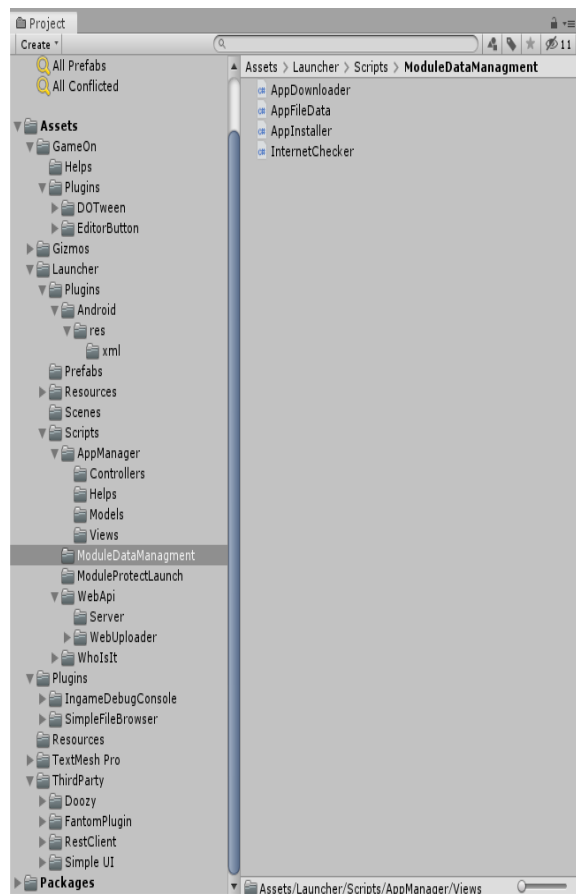 Project
Create
11
All Prefabs
All Conflicted
Assets
GameOn
Helps
Plugins
DOTween
EditorButton
Gizmos
Launcher
Plugins
Android
res
xml
Prefabs
Resources
Scenes
Scripts
AppManager
Controllers
Helps
Models
Views
ModuleDataManagment
ModuleProtectLaunch
WebApi
Server
WebUploader
WhoIsIt
Plugins
IngameDebugConsole
SimpleFileBrowser
Resources
TextMesh Pro
ThirdParty
Doozy
FantomPlugin
RestClient
Simple UI
Packages
Assets > Launcher > Scripts > ModuleDataManagment
c# AppDownloader
c# AppFileData
c# AppInstaller
c# InternetChecker
Assets/Launcher/Scripts/AppManager/Views